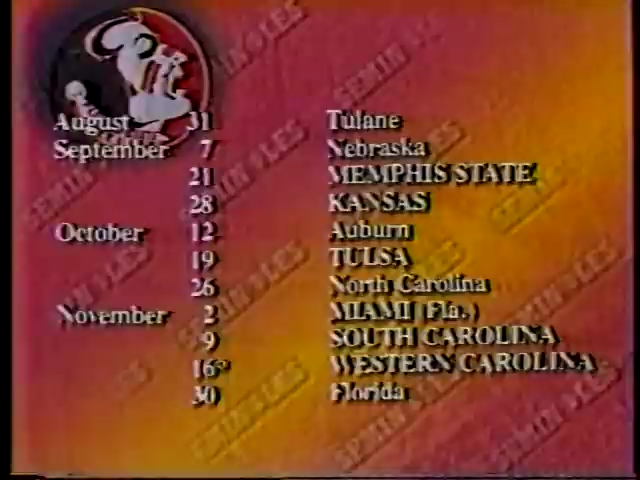 August 31 Tulane
September 7 Nebraska
21 MEMPHIS STATE
28 KANSAS
October 12 Auburn
19 TULSA
26 North Carolina
November 2 MIAMI (Fla.)
9 SOUTH CAROLINA
16* WESTERN CAROLINA
30 Florida